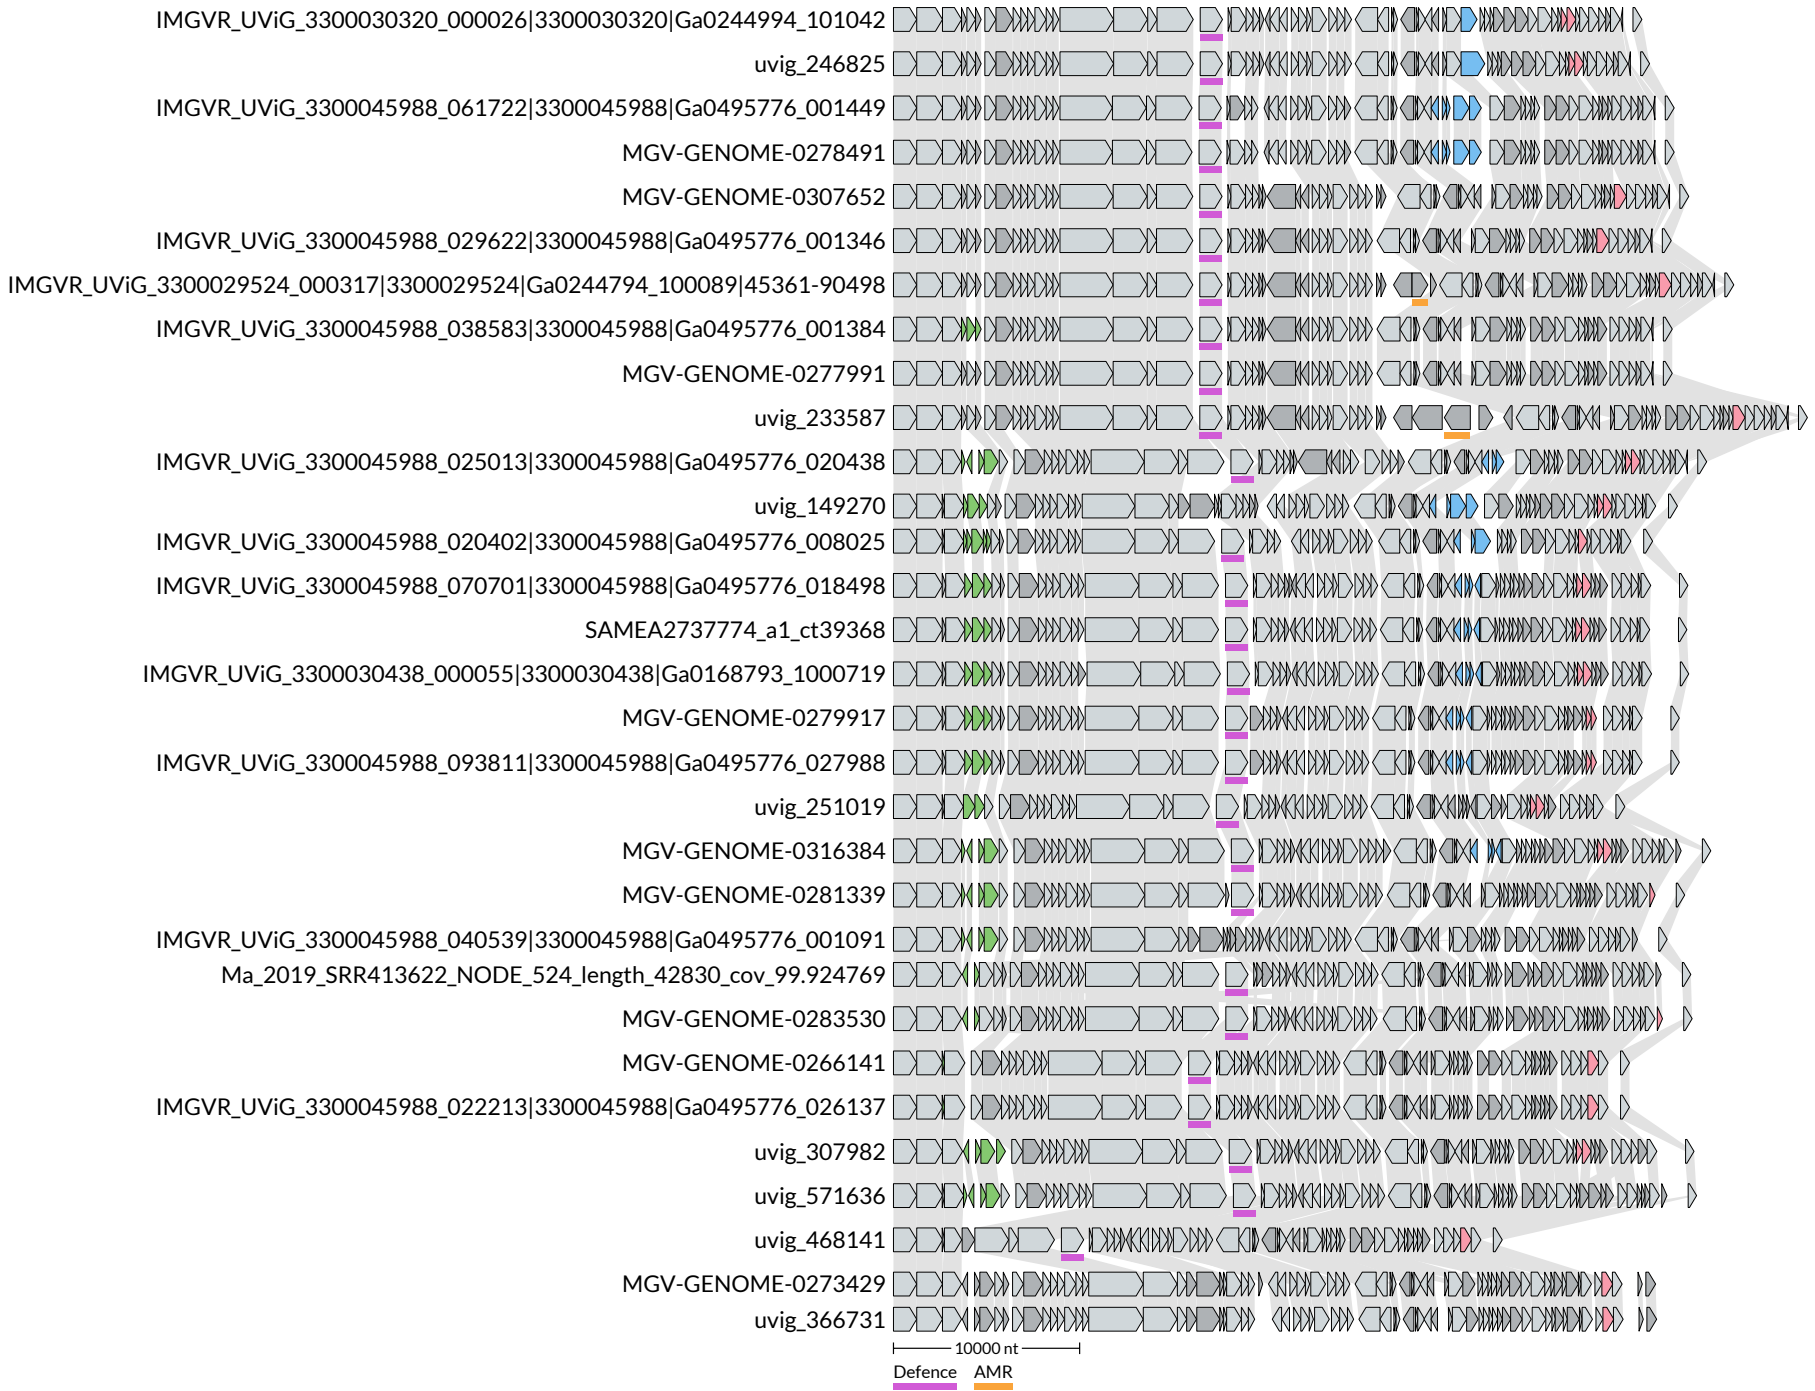 IMGVR_UViG_3300030320_000026|3300030320|Ga0244994_101042
uvig_246825
IMGVR_UViG_3300045988_061722|3300045988|Ga0495776_001449
MGV-GENOME-0278491
MGV-GENOME-0307652
IMGVR_UViG_3300045988_029622|3300045988|Ga0495776_001346
IMGVR_UViG_3300029524_000317|3300029524|Ga0244794_100089|45361-90498
IMGVR_UViG_3300045988_038583|3300045988|Ga0495776_001384
MGV-GENOME-0277991
uvig_233587
IMGVR_UViG_3300045988_025013|3300045988|Ga0495776_020438
uvig_149270
IMGVR_UViG_3300045988_020402|3300045988|Ga0495776_008025
IMGVR_UViG_3300045988_070701|3300045988|Ga0495776_018498
SAMEA2737774_a1_ct39368
IMGVR_UViG_3300030438_000055|3300030438|Ga0168793_1000719
MGV-GENOME-0279917
IMGVR_UViG_3300045988_093811|3300045988|Ga0495776_027988
uvig_251019
MGV-GENOME-0316384
MGV-GENOME-0281339
IMGVR_UViG_3300045988_040539|3300045988|Ga0495776_001091
Ma_2019_SRR413622_NODE_524_length_42830_cov_99.924769
MGV-GENOME-0283530
MGV-GENOME-0266141
IMGVR_UViG_3300045988_022213|3300045988|Ga0495776_026137
uvig_307982
uvig_571636
uvig_468141
MGV-GENOME-0273429
uvig_366731
10000 nt
Defence AMR